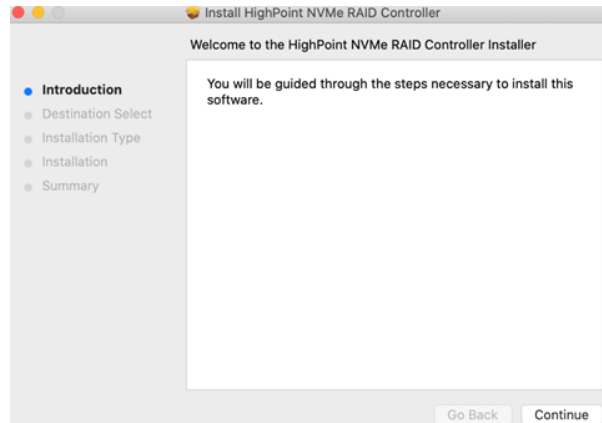 Install HighPoint NVMe RAID Controller
Welcome to the HighPoint NVMe RAID Controller Installer
Introduction
Destination Select
Installation Type
Installation
Summary
You will be guided through the steps necessary to install this
software.
Go Back
Continue